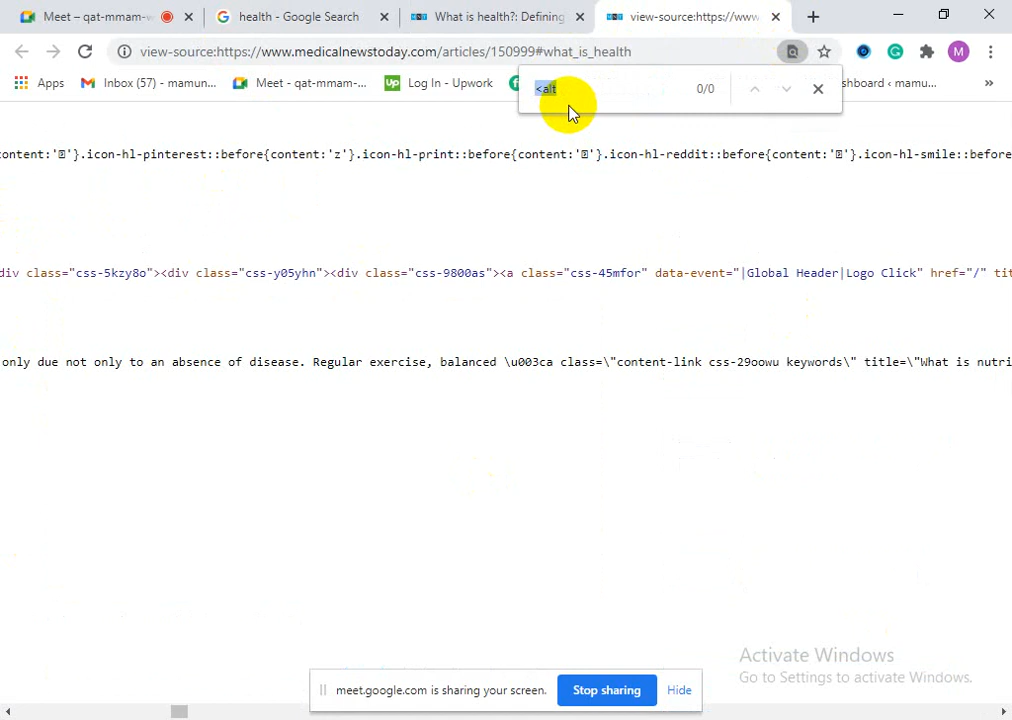 Meet – qat-mmam-w
health - Google Search
What is health?: Defining
view-source:https://www
view-source:https://www.medicalnewstoday.com/articles/150999#what_is_health
M
Apps
Inbox (57) - mamun...
Meet - qat-mmam-...
Up
Log In - Upwork
shboard ‹ mamu...
»
<alt
0/0
content:''}.icon-hl-pinterest::before{content:'z'}.icon-hl-print::before{content:''}.icon-hl-reddit::before{content:''}.icon-hl-smile::before
div class="css-5kzy8o"><div class="css-y05yhn"><div class="css-9800as"><a class="css-45mfor" data-event="|Global Header|Logo Click" href="/" tit
only due not only to an absence of disease. Regular exercise, balanced \u003ca class=\"content-link css-29oowu keywords\" title=\"What is nutri
Activate Windows
Go to Settings to activate Windows.
meet.google.com is sharing your screen.
Stop sharing
Hide